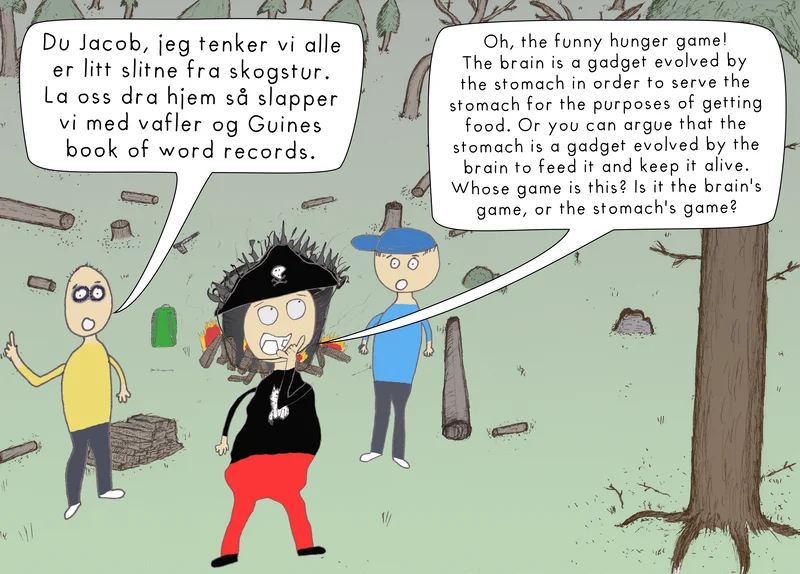 Du Jacob, jeg tenker vi alle
er litt slitne fra skogstur.
La oss dra hjem så slapper
vi med vafler og Guines
book of word records.
Oh, the funny hunger game!
The brain is a gadget evolved by
the stomach in order to serve the
stomach for the purposes of getting
food. Or you can argue that the
stomach is a gadget evolved by the
brain to feed it and keep it alive.
Whose game is this? Is it the brain's
game, or the stomach's game?